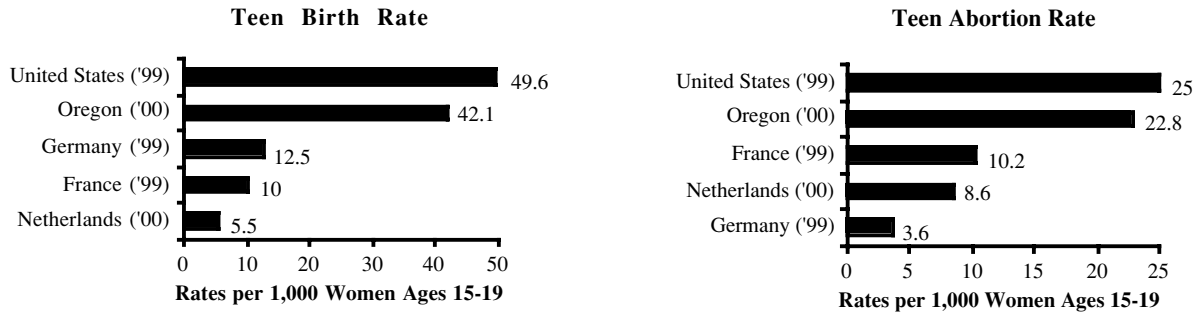 Teen Birth Rate
United States ('99)
49.6
Oregon ('00)
42.1
Germany ('99)
12.5
France ('99)
10
Netherlands ('00)
5.5
0 10 20 30 40 50
Rates per 1,000 Women Ages 15-19
Teen Abortion Rate
United States ('99)
25
Oregon ('00)
22.8
France ('99)
10.2
Netherlands ('00)
8.6
Germany ('99)
3.6
0 5 10 15 20 25
Rates per 1,000 Women Ages 15-19